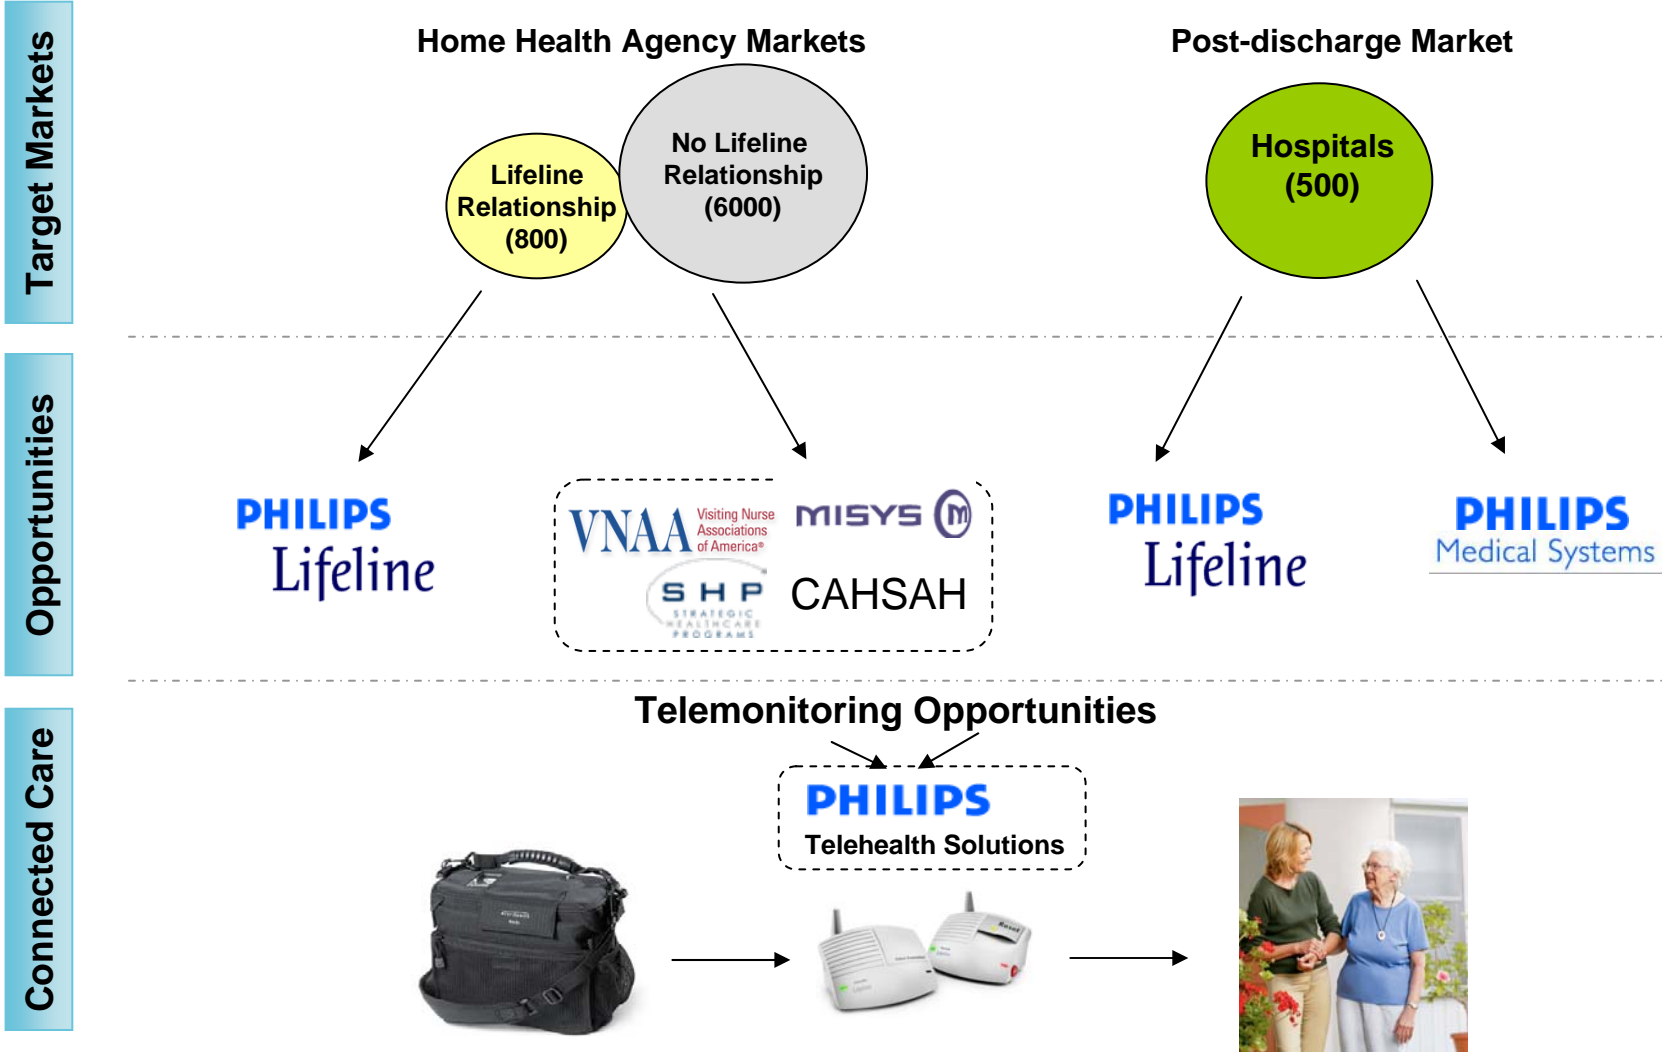 Target Markets
Home Health Agency Markets
Post-discharge Market
Lifeline
Relationship
(800)
No Lifeline
Relationship
(6000)
Hospitals
(500)
Opportunities
PHILIPS
Lifeline
VNAA
Visiting Nurse
Associations
of America®
MISYS m
SHP
STRATEGIC
HEALTHCARE
PROGRAMS
CAHSAH
PHILIPS
Lifeline
PHILIPS
Medical Systems
Connected Care
Telemonitoring Opportunities
PHILIPS
Telehealth Solutions
Reset